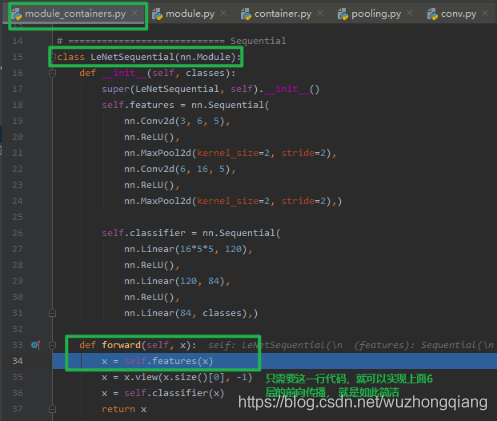 module_containers.py × module.py × container.py × pooling.py × conv.py ×
14 # ============================ Sequential
15 class LeNetSequential(nn.Module):
16 def __init__(self, classes):
17 super(LeNetSequential, self).__init__()
18 self.features = nn.Sequential(
19 nn.Conv2d(3, 6, 5),
20 nn.ReLU(),
21 nn.MaxPool2d(kernel_size=2, stride=2),
22 nn.Conv2d(6, 16, 5),
23 nn.ReLU(),
24 nn.MaxPool2d(kernel_size=2, stride=2),)
25
26 self.classifier = nn.Sequential(
27 nn.Linear(16*5*5, 120),
28 nn.ReLU(),
29 nn.Linear(120, 84),
30 nn.ReLU(),
31 nn.Linear(84, classes),)
32
33 def forward(self, x): self: LeNetSequential(\n (features): Sequential(\n
34 x = self.features(x)
35 x = x.view(x.size()[0], -1) 只需要这一行代码，就可以实现上面6
36 x = self.classifier(x) 层的前向传播，就是如此简洁
37 return x
https://blog.csdn.net/wuzhongqiang